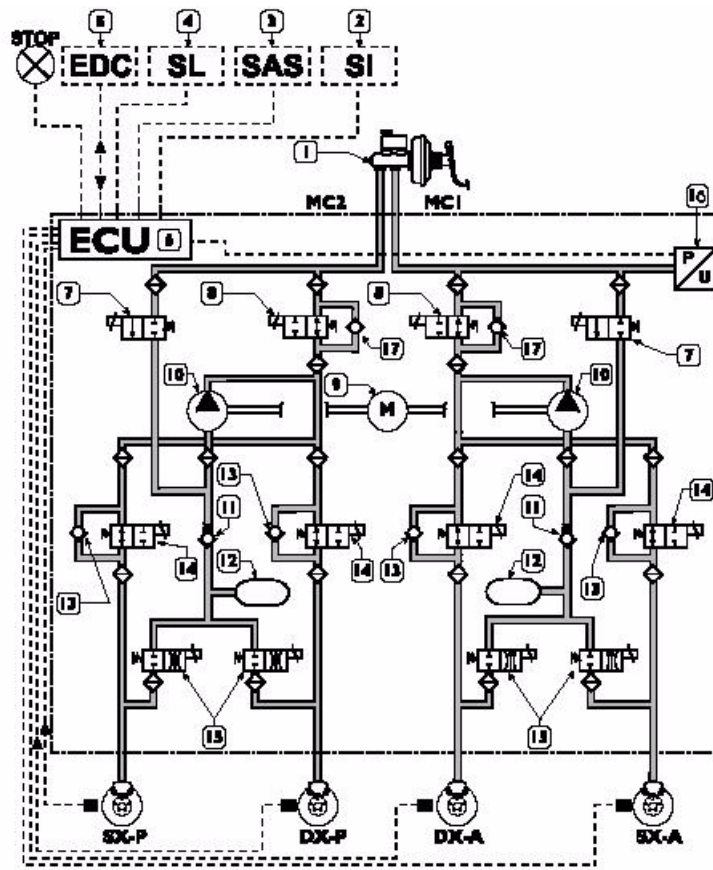 5 4 3 2
STOP EDC SL SAS SI
1
MC2 MC1
16
ECU 6
P U
7 8 8
17 17 7
10 9 10
M
13 14 14
11 11
12 14 13 12 13
13 14
15 15
SX-P DX-P DX-A SX-A